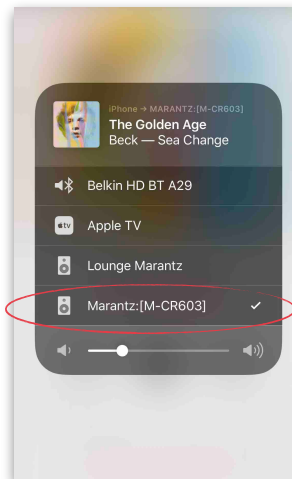 iPhone → MARANTZ:[M-CR603]
The Golden Age
Beck — Sea Change
Belkin HD BT A29
tv
Apple TV
Lounge Marantz
Marantz:[M-CR603]